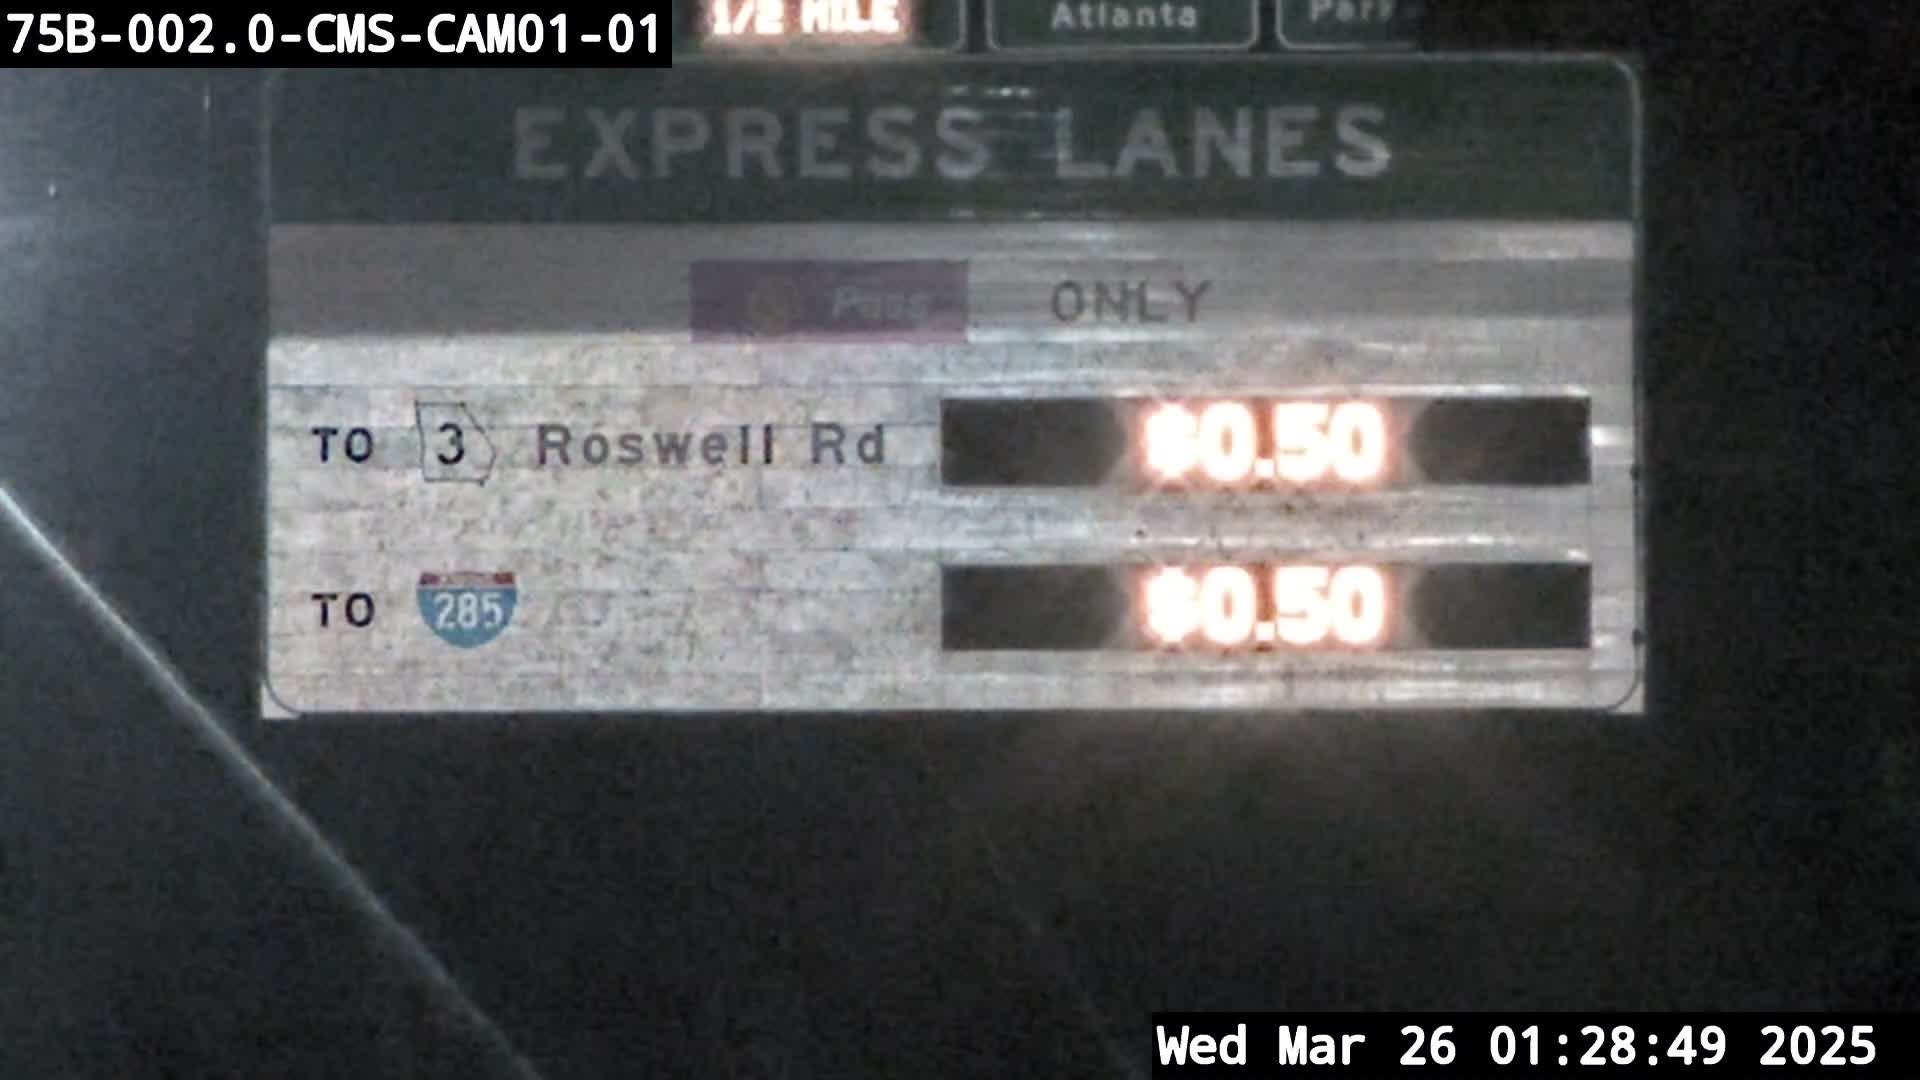 75B-002.0-CMS-CAM01-01
1/2 MILE
Atlanta
EXPRESS LANES
Pass ONLY
TO 3 Roswell Rd $0.50
TO 285 $0.50
Wed Mar 26 01:28:49 2025